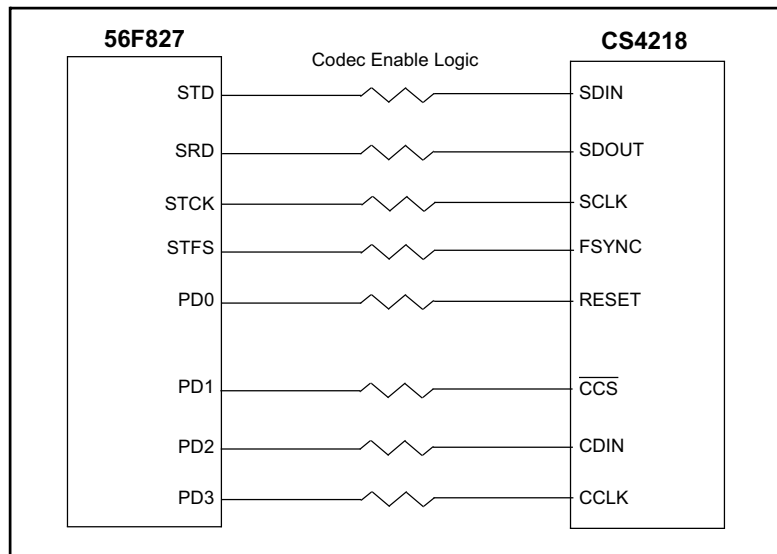 56F827 CS4218
Codec Enable Logic
STD SDIN
SRD SDOUT
STCK SCLK
STFS FSYNC
PD0 RESET
PD1 C̅C̅S̅
PD2 CDIN
PD3 CCLK